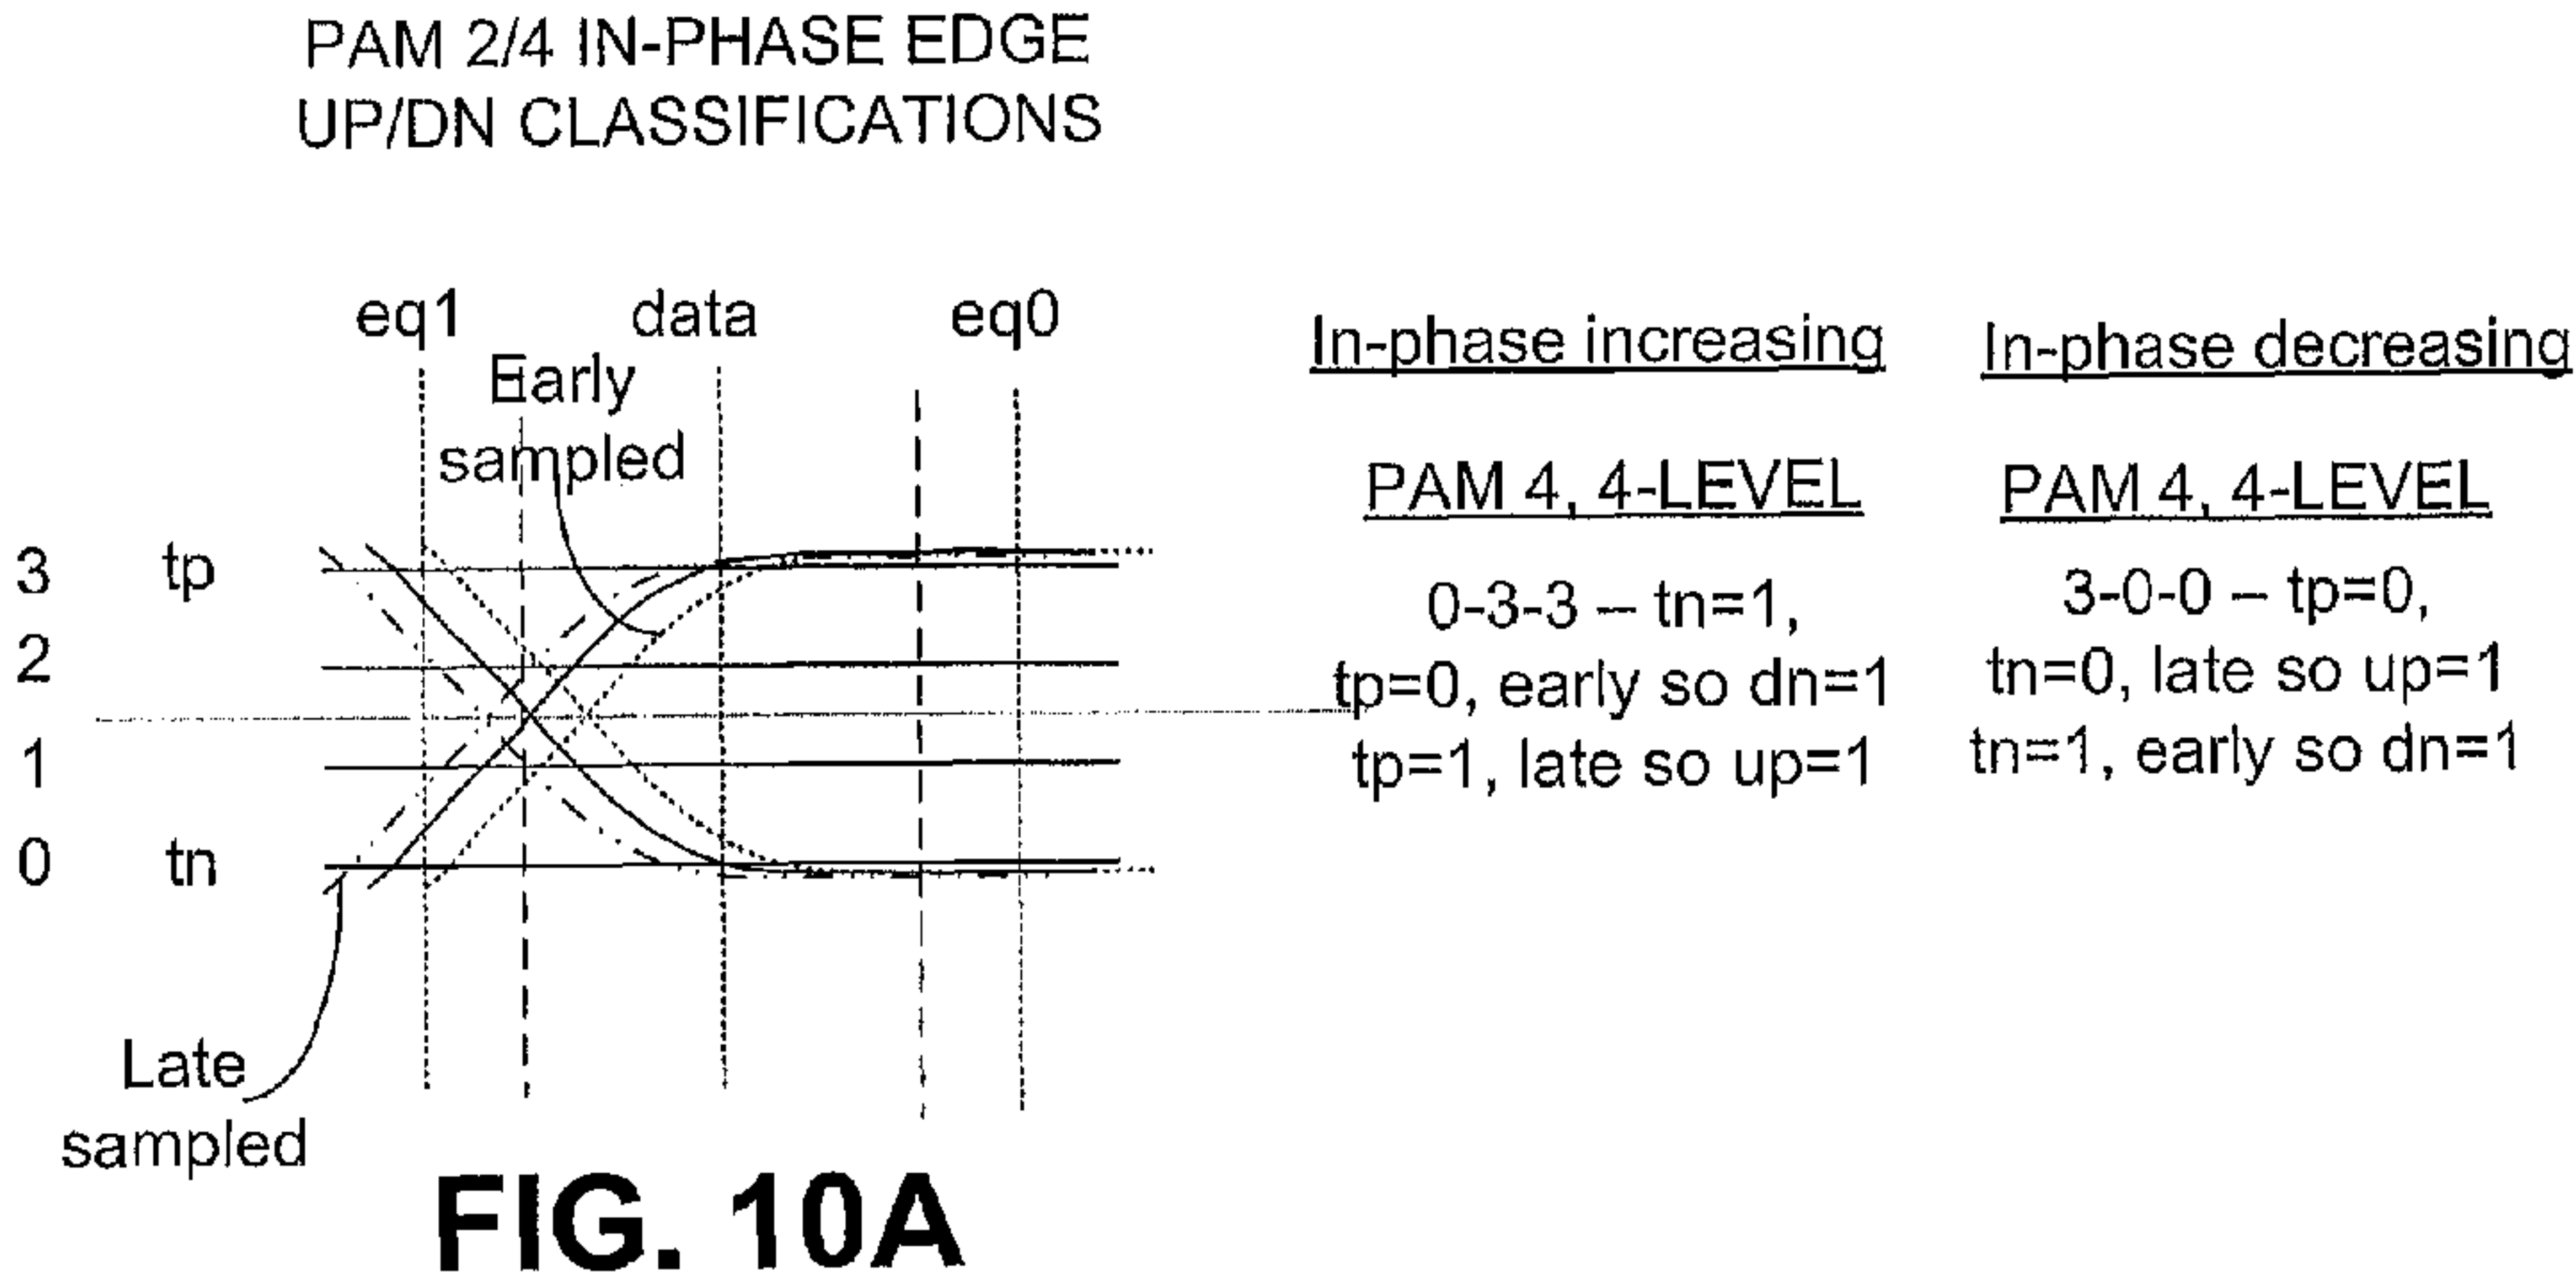 PAM 2/4 IN-PHASE EDGE
UP/DN CLASSIFICATIONS
eq1 data eq0
Early
sampled
3 tp
2
1
0 tn
Late
sampled
In-phase increasing
PAM 4, 4-LEVEL
0-3-3 – tn=1,
tp=0, early so dn=1
tp=1, late so up=1
In-phase decreasing
PAM 4, 4-LEVEL
3-0-0 – tp=0,
tn=0, late so up=1
tn=1, early so dn=1
FIG. 10A